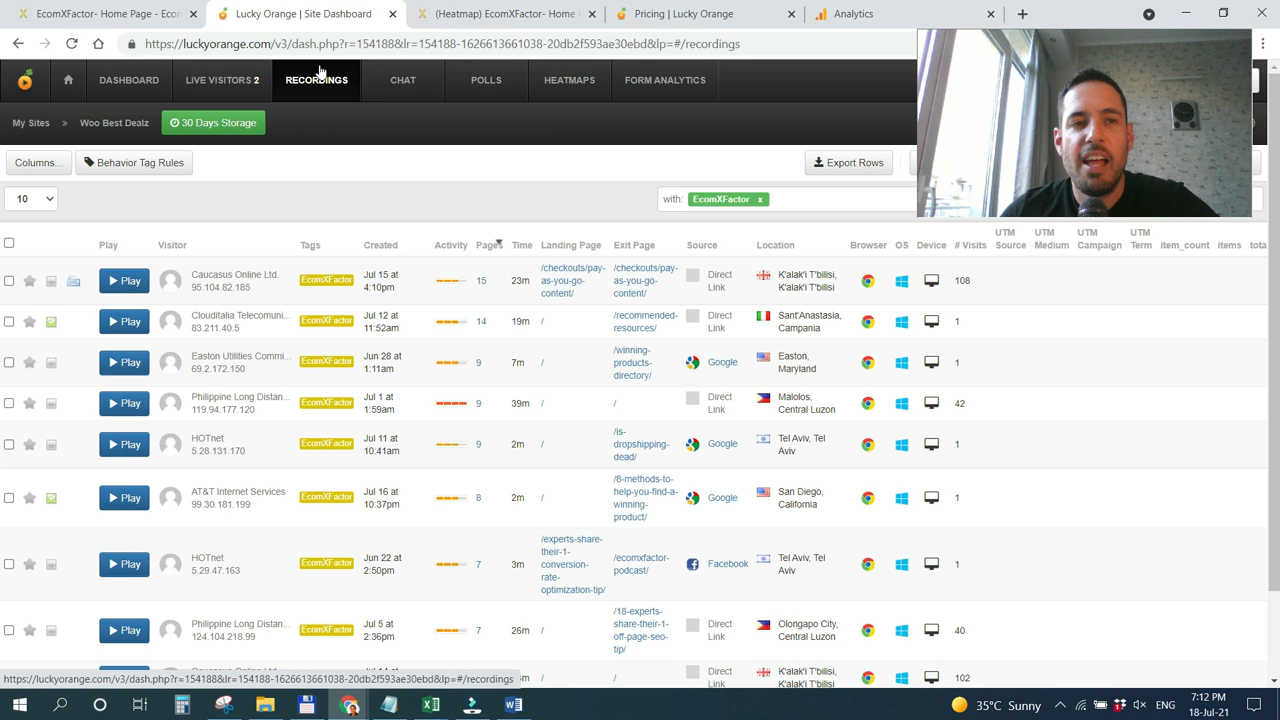 EcomXFactor - Ecom
Lucky Orange | Site Dashboard
(Heatmap) EcomXFactor - Home
Pricing | Lucky Orange
Analytics
https://luckyorange.com/v3/dash.php?r=154188&lr=154188-1626613661038-20db2f593ae30ebd&lp=#/recordings
DASHBOARD
LIVE VISITORS 2
RECORDINGS
CHAT
POLLS
HEATMAPS
FORM ANALYTICS
My Sites » Woo Best Dealz
30 Days Storage
Columns...
Behavior Tag Rules
Export Rows
10
with: EcomXFactor x
Play Visitor Tags Created Activity Pages Time Landing Page Exit Page Source Location UTM Source UTM Medium UTM Campaign UTM Term Browser OS Device # Visits item_count items tota
Play
Caucasus Online Ltd.
95.104.82.185
EcomXFactor
Jul 15 at
4:10pm
15
23m
/checkouts/pay-
as-you-go-
content/
/checkouts/pay-
as-you-go-
content/
Direct
Link
K'alak'i T'bilisi,
K'alak'i T'bilisi
108
Play
Clouditalia Telecomuni...
83.211.40.5
EcomXFactor
Jul 12 at
11:52am
14
19m
/
/recommended-
resources/
Direct
Link
Sant'Anastasia,
Campania
1
Play
Easton Utilities Commi...
69.2.172.150
EcomXFactor
Jun 28 at
1:11am
9
7m
/
/winning-
products-
directory/
Google
Easton,
Maryland
1
Play
Philippine Long Distan...
119.94.177.120
EcomXFactor
Jul 1 at
1:59am
9
39m
/
/
Direct
Link
Malolos,
Central Luzon
42
Play
HOTnet
5.28.131.170
EcomXFactor
Jul 11 at
10:41am
9
2m
/
/is-
dropshipping-
dead/
Google
Tel Aviv, Tel
Aviv
1
Play
AT&T Internet Services
99.30.181.199
EcomXFactor
Jul 16 at
10:37pm
8
2m
/
/8-methods-to-
help-you-find-a-
winning-
product/
Google
San Diego,
California
1
Play
HOTnet
5.29.47.163
EcomXFactor
Jun 22 at
2:50pm
7
3m
/experts-share-
their-1-
conversion-
rate-
optimization-tip/
/ecomxfactor-
podcast/
Facebook
Tel Aviv, Tel
Aviv
1
Play
Philippine Long Distan...
124.104.218.99
EcomXFactor
Jul 5 at
2:36pm
7
26m
/
/18-experts-
share-their-1-
off-page-seo-
tip/
Direct
Link
Olongapo City,
Central Luzon
40
Direct
Link
K'alak'i T'bilisi,
K'alak'i T'bilisi
102
https://luckyorange.com/v3/dash.php?r=154188&lr=154188-1626613661038-20db2f593ae30ebd&lp=#/recordings
35°C Sunny
ENG
7:12 PM
18-Jul-21